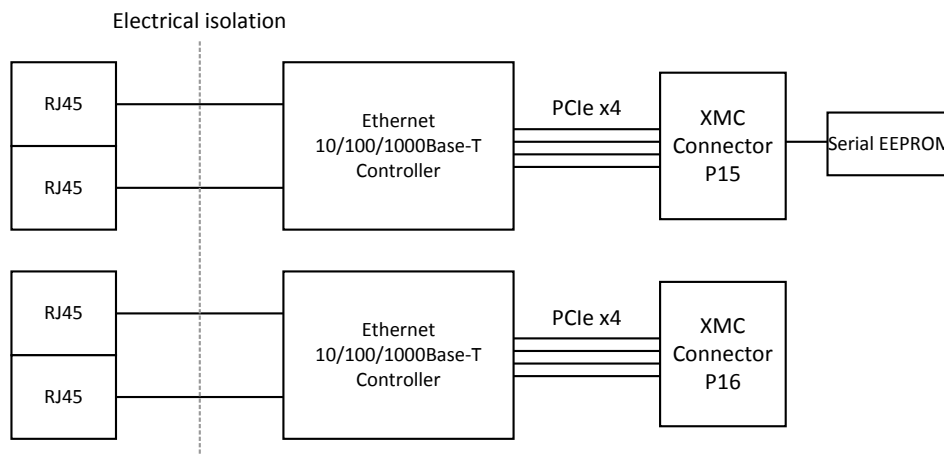 Electrical isolation
RJ45
RJ45
Ethernet
10/100/1000Base-T
Controller
PCIe x4
XMC
Connector
P15
Serial EEPROM
RJ45
RJ45
Ethernet
10/100/1000Base-T
Controller
PCIe x4
XMC
Connector
P16